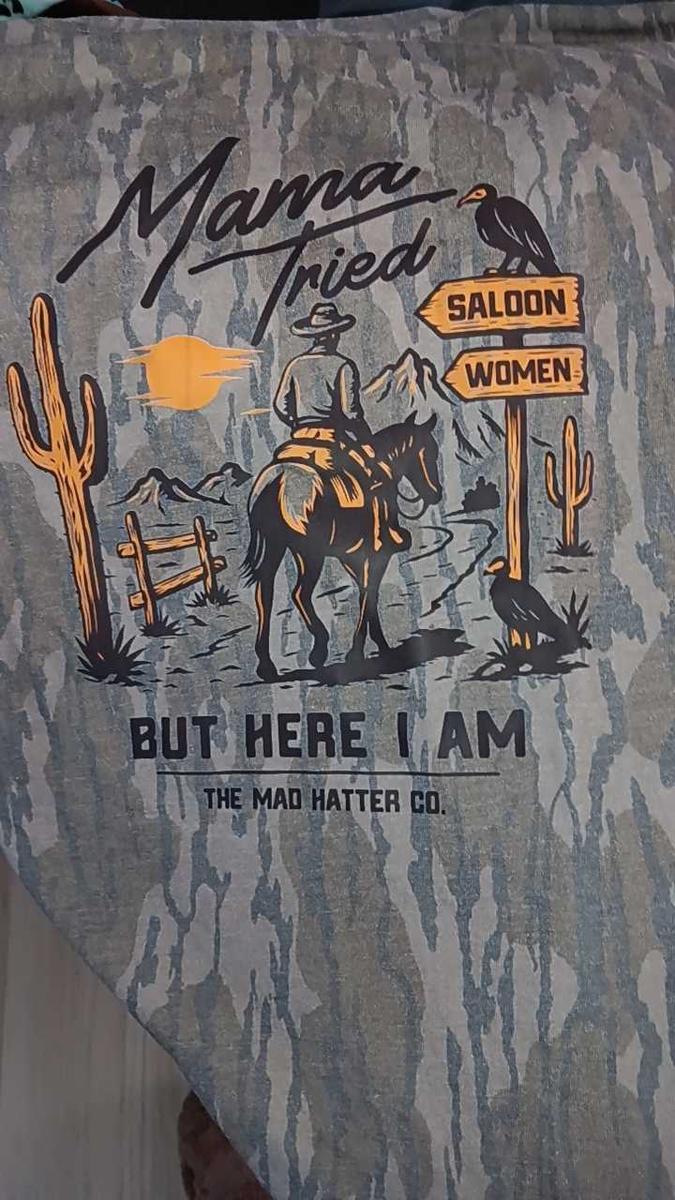 Mama
Tried
SALOON
WOMEN
BUT HERE I AM
THE MAD HATTER CO.